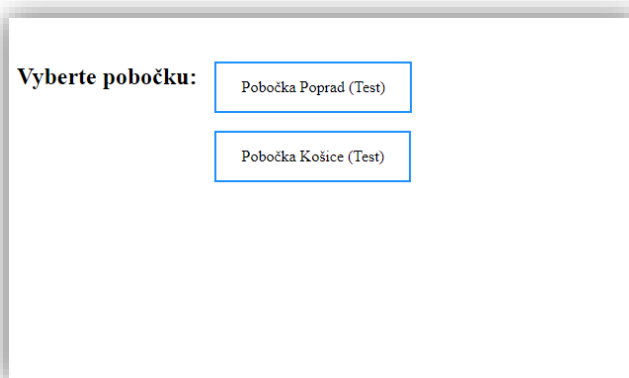 Vyberte pobočku:
Pobočka Poprad (Test)
Pobočka Košice (Test)